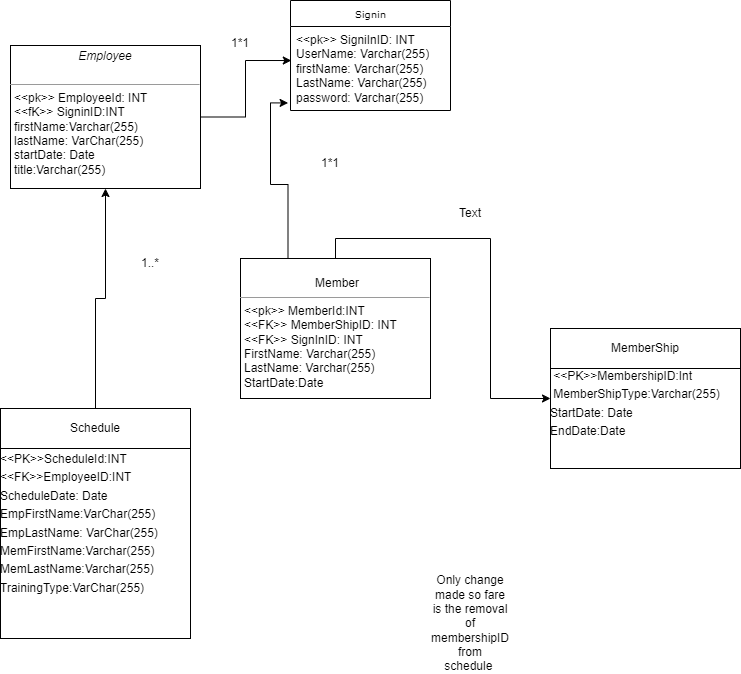 Signin
<<pk>> SigniInID: INT
UserName: Varchar(255)
firstName: Varchar(255)
LastName: Varchar(255)
password: Varchar(255)
1*1
Employee
<<pk>> EmployeeId: INT
<<fK>> SigninID:INT
firstName:Varchar(255)
lastName: VarChar(255)
startDate: Date
title:Varchar(255)
1*1
Text
1..*
Member
<<pk>> MemberId:INT
<<FK>> MemberShipID: INT
<<FK>> SignInID: INT
FirstName: Varchar(255)
LastName: Varchar(255)
StartDate:Date
MemberShip
<<PK>>MembershipID:Int
MemberShipType:Varchar(255)
StartDate: Date
EndDate:Date
Schedule
<<PK>>ScheduleId:INT
<<FK>>EmployeeID:INT
ScheduleDate: Date
EmpFirstName:VarChar(255)
EmpLastName: VarChar(255)
MemFirstName:Varchar(255)
MemLastName:Varchar(255)
TrainingType:VarChar(255)
Only change
made so fare
is the removal
of
membershipID
from
schedule